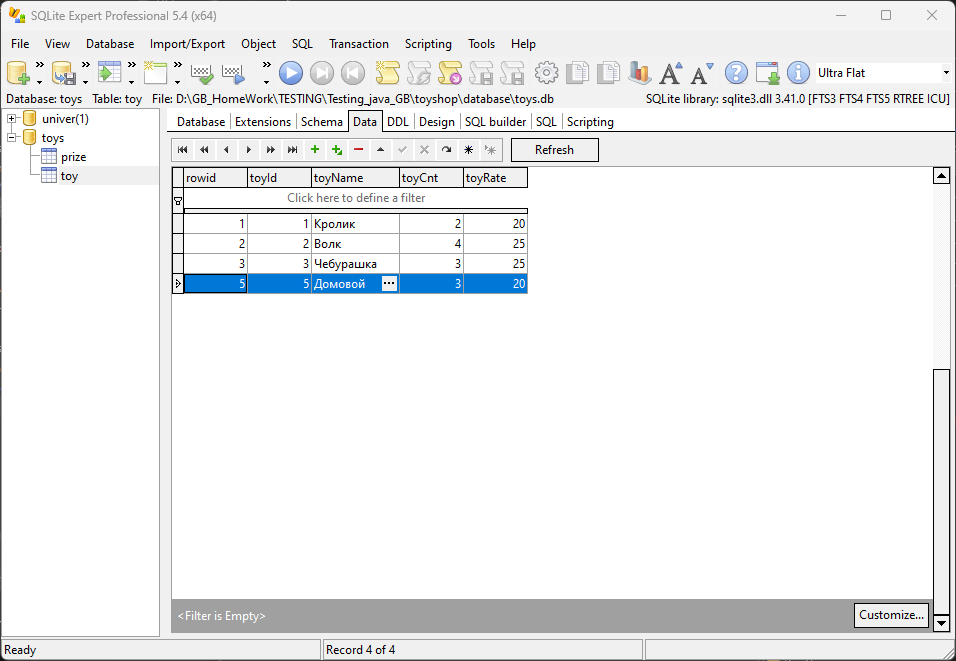 SQLite Expert Professional 5.4 (x64)
File View Database Import/Export Object SQL Transaction Scripting Tools Help
Ultra Flat
Database: toys Table: toy File: D:\GB_HomeWork\TESTING\Testing_java_GB\toyshop\database\toys.db SQLite library: sqlite3.dll 3.41.0 [FTS3 FTS4 FTS5 RTREE ICU]
univer(1)
toys
prize
toy
Database Extensions Schema Data DDL Design SQL builder SQL Scripting
Refresh
rowid toyId toyName toyCnt toyRate
Click here to define a filter
1 1 Кролик 2 20
2 2 Волк 4 25
3 3 Чебурашка 3 25
5 5 Домовой ... 3 20
<Filter is Empty>
Customize...
Ready Record 4 of 4